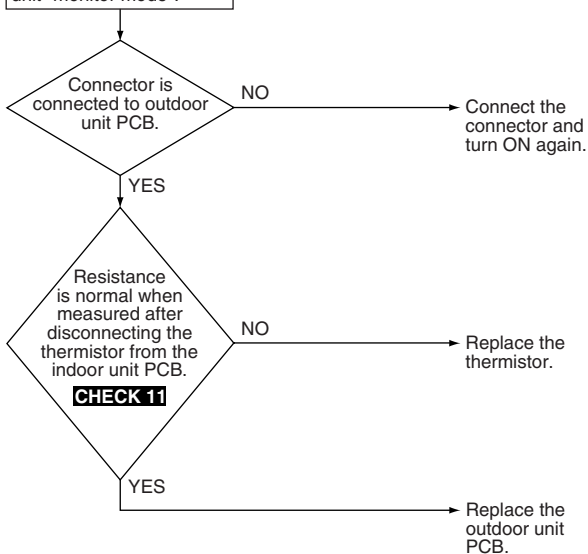 unit "monitor mode".
Connector is
connected to outdoor
unit PCB.
NO
Connect the
connector and
turn ON again.
YES
Resistance
is normal when
measured after
disconnecting the
thermistor from the
indoor unit PCB.
CHECK 11
NO
Replace the
thermistor.
YES
Replace the
outdoor unit
PCB.